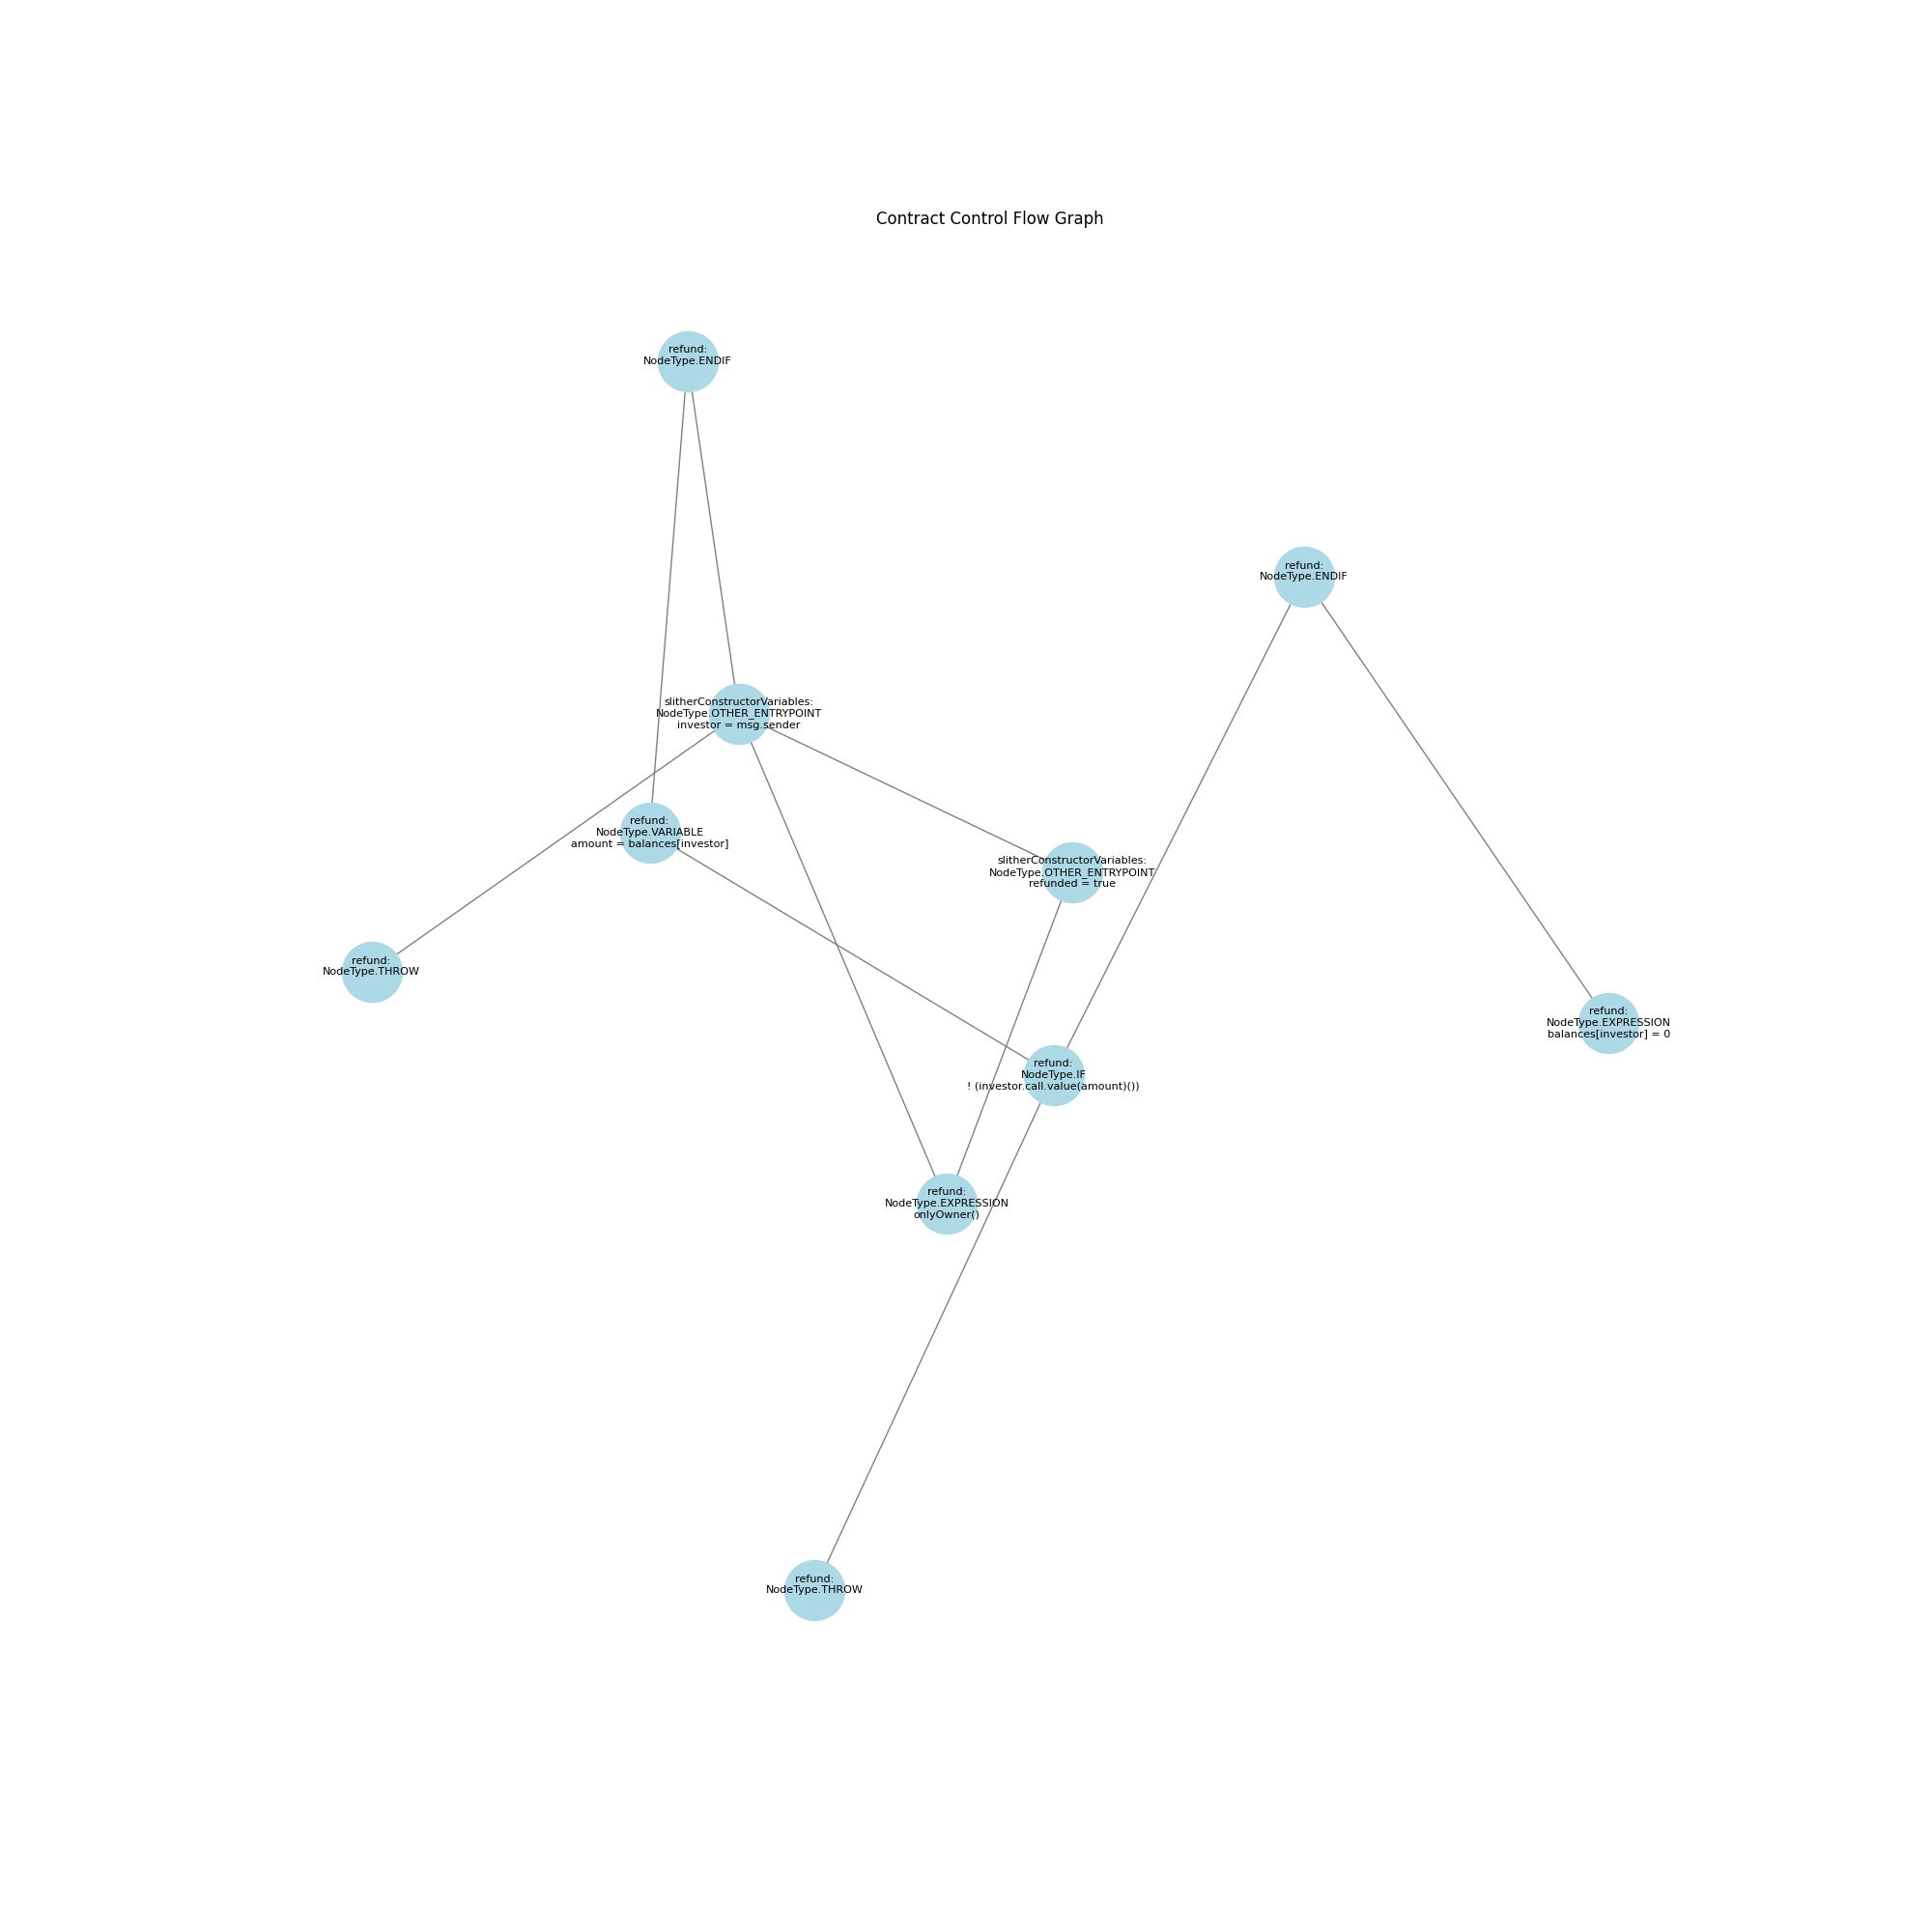 Contract Control Flow Graph
refund:
NodeType.ENDIF
refund:
NodeType.ENDIF
slitherConstructorVariables:
NodeType.OTHER_ENTRYPOINT
investor = msg.sender
refund:
NodeType.VARIABLE
amount = balances[investor]
slitherConstructorVariables:
NodeType.OTHER_ENTRYPOINT
refunded = true
refund:
NodeType.THROW
refund:
NodeType.EXPRESSION
balances[investor] = 0
refund:
NodeType.IF
! (investor.call.value(amount)())
refund:
NodeType.EXPRESSION
onlyOwner()
refund:
NodeType.THROW